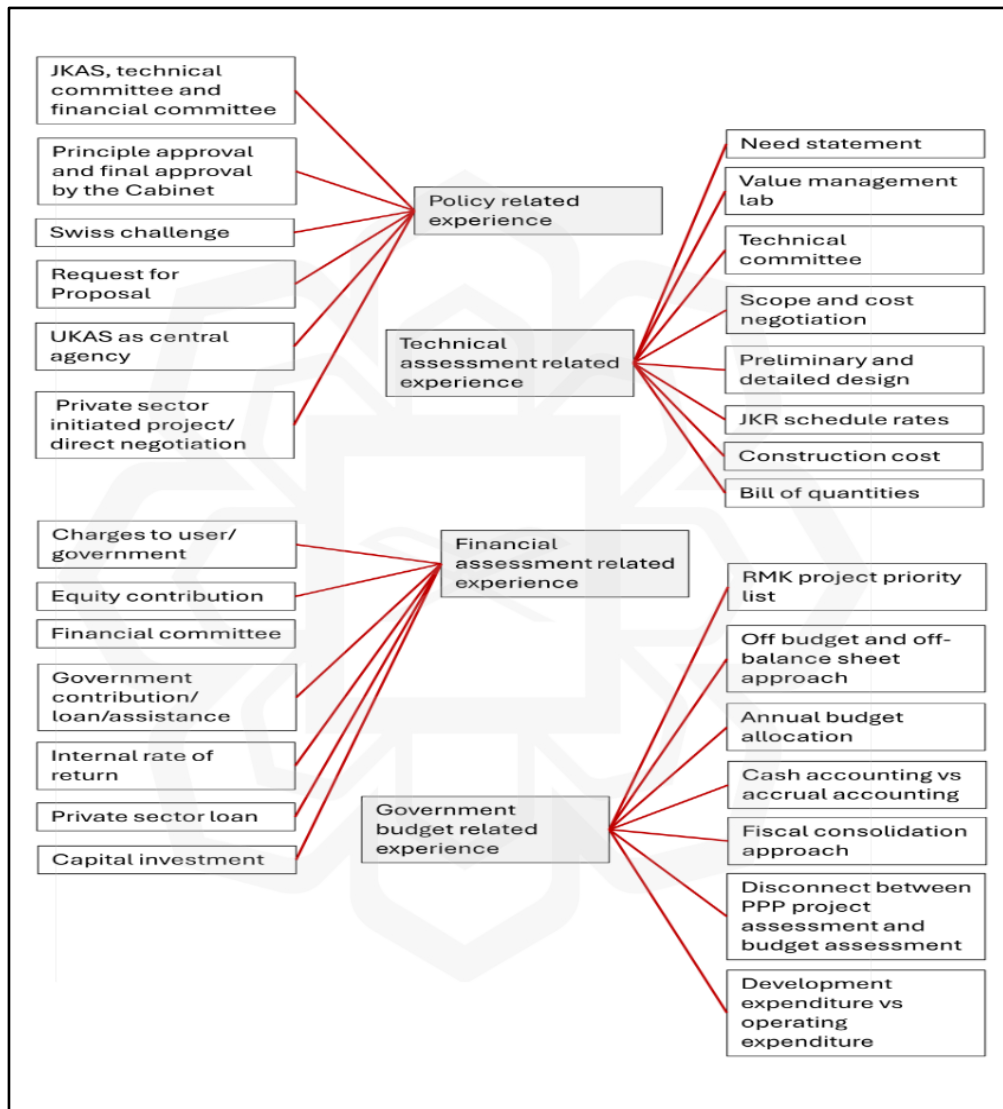 JKAS, technical
committee and
financial committee
Principle approval
and final approval
by the Cabinet
Swiss challenge
Request for
Proposal
UKAS as central
agency
Private sector
initiated project/
direct negotiation
Policy related
experience
Need statement
Value management
lab
Technical
committee
Scope and cost
negotiation
Preliminary and
detailed design
JKR schedule rates
Construction cost
Bill of quantities
Technical
assessment related
experience
Charges to user/
government
Equity contribution
Financial committee
Government
contribution/
loan/assistance
Internal rate of
return
Private sector loan
Capital investment
Financial
assessment related
experience
RMK project priority
list
Off budget and off-
balance sheet
approach
Annual budget
allocation
Cash accounting vs
accrual accounting
Fiscal consolidation
approach
Disconnect between
PPP project
assessment and
budget assessment
Development
expenditure vs
operating
expenditure
Government
budget related
experience